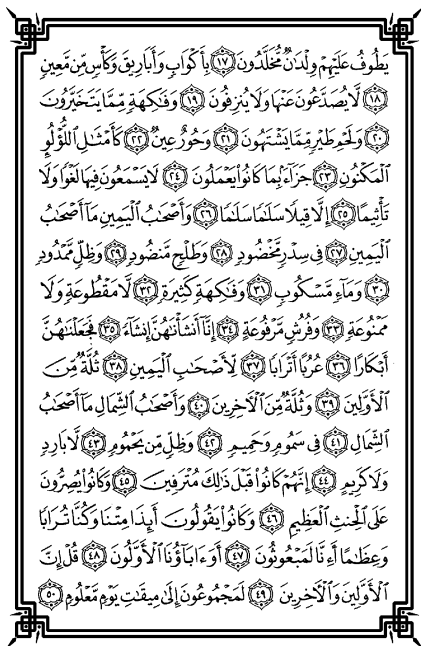 يَطُوفُ عَلَيْهِمْ وِلْدَٰنٌ مُّخَلَّدُونَ ١٧ بِأَكْوَابٍ وَأَبَارِيقَ وَكَأْسٍ مِّن مَّعِينٍ
١٨ لَّا يُصَدَّعُونَ عَنْهَا وَلَا يُنزِفُونَ ١٩ وَفَٰكِهَةٍ مِّمَّا يَتَخَيَّرُونَ
٢٠ وَلَحْمِ طَيْرٍ مِّمَّا يَشْتَهُونَ ٢١ وَحُورٌ عِينٌ ٢٢ كَأَمْثَٰلِ ٱللُّؤْلُوِٕ
ٱلْمَكْنُونِ ٢٣ جَزَآءًۢ بِمَا كَانُوا۟ يَعْمَلُونَ ٢٤ لَا يَسْمَعُونَ فِيهَا لَغْوًا وَلَا
تَأْثِيمًا ٢٥ إِلَّا قِيلًا سَلَٰمًا سَلَٰمًا ٢٦ وَأَصْحَٰبُ ٱلْيَمِينِ مَآ أَصْحَٰبُ
ٱلْيَمِينِ ٢٧ فِى سِدْرٍ مَّخْضُودٍ ٢٨ وَطَلْحٍ مَّنضُودٍ ٢٩ وَظِلٍّ مَّمْدُودٍ
٣٠ وَمَآءٍ مَّسْكُوبٍ ٣١ وَفَٰكِهَةٍ كَثِيرَةٍ ٣٢ لَّا مَقْطُوعَةٍ وَلَا
مَمْنُوعَةٍ ٣٣ وَفُرُشٍ مَّرْفُوعَةٍ ٣٤ إِنَّآ أَنشَأْنَٰهُنَّ إِنشَآءً ٣٥ فَجَعَلْنَٰهُنَّ
أَبْكَارًا ٣٦ عُرُبًا أَتْرَابًا ٣٧ لِّأَصْحَٰبِ ٱلْيَمِينِ ٣٨ ثُلَّةٌ مِّنَ
ٱلْأَوَّلِينَ ٣٩ وَثُلَّةٌ مِّنَ ٱلْءَاخِرِينَ ٤٠ وَأَصْحَٰبُ ٱلشِّمَالِ مَآ أَصْحَٰبُ
ٱلشِّمَالِ ٤١ فِى سَمُومٍ وَحَمِيمٍ ٤٢ وَظِلٍّ مِّن يَحْمُومٍ ٤٣ لَّا بَارِدٍ
وَلَا كَرِيمٍ ٤٤ إِنَّهُمْ كَانُوا۟ قَبْلَ ذَٰلِكَ مُتْرَفِينَ ٤٥ وَكَانُوا۟ يُصِرُّونَ
عَلَى ٱلْحِنثِ ٱلْعَظِيمِ ٤٦ وَكَانُوا۟ يَقُولُونَ أَئِذَا مِتْنَا وَكُنَّا تُرَابًا
وَعِظَٰمًا أَءِنَّا لَمَبْعُوثُونَ ٤٧ أَوَءَابَآؤُنَا ٱلْأَوَّلُونَ ٤٨ قُلْ إِنَّ
ٱلْأَوَّلِينَ وَٱلْءَاخِرِينَ ٤٩ لَمَجْمُوعُونَ إِلَىٰ مِيقَٰتِ يَوْمٍ مَّعْلُومٍ ٥٠